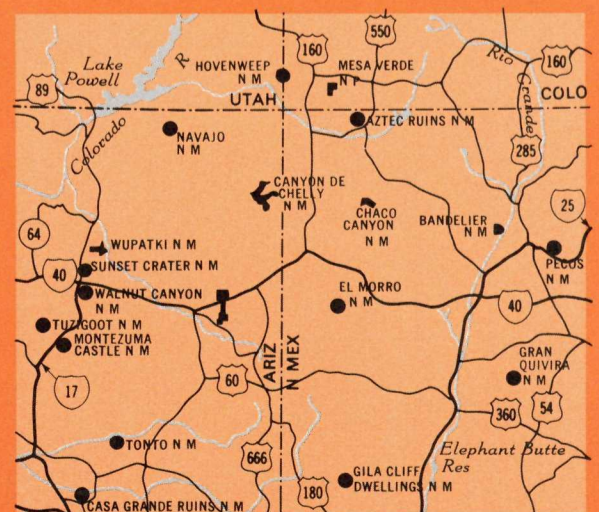 550
160
Rio
160
Lake
Powell
R
HOVENWEEP
N M
MESA VERDE
N P
89
UTAH
COLO
Grande
AZTEC RUINS N M
NAVAJO
N M
Colorado
285
CANYON DE
CHELLY
N M
25
CHACO
CANYON
N M
BANDELIER
N M
64
WUPATKI N M
PECOS
N M
40
SUNSET CRATER N M
WALNUT CANYON
N M
EL MORRO
N M
40
TUZIGOOT N M
MONTEZUMA
CASTLE N M
ARIZ
N MEX
GRAN
QUIVIRA
N M
60
17
360
54
TONTO N M
666
Elephant Butte
Res
GILA CLIFF
DWELLINGS N M
180
CASA GRANDE RUINS N M